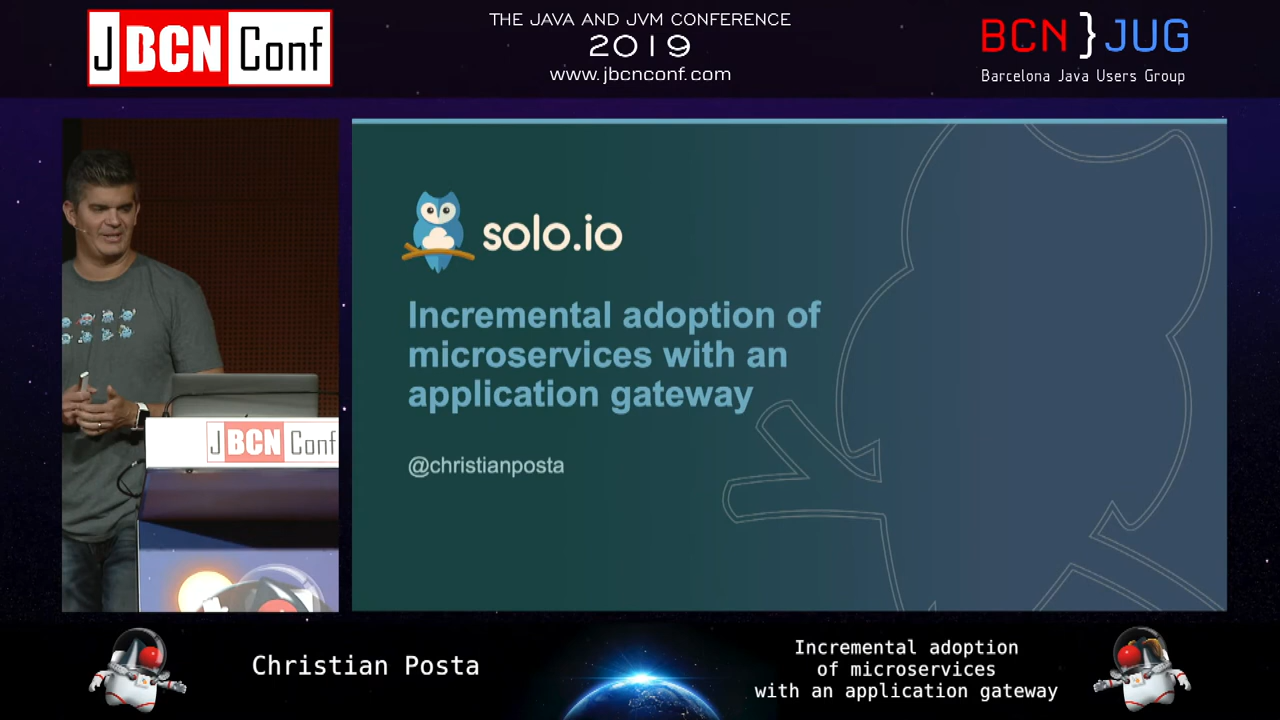 J BCN Conf
THE JAVA AND JVM CONFERENCE
2019
www.jbcnconf.com
BCN } JUG
Barcelona Java Users Group
solo.io
Incremental adoption of
microservices with an
application gateway
@christianposta
J BCN Conf
Christian Posta
Incremental adoption
of microservices
with an application gateway